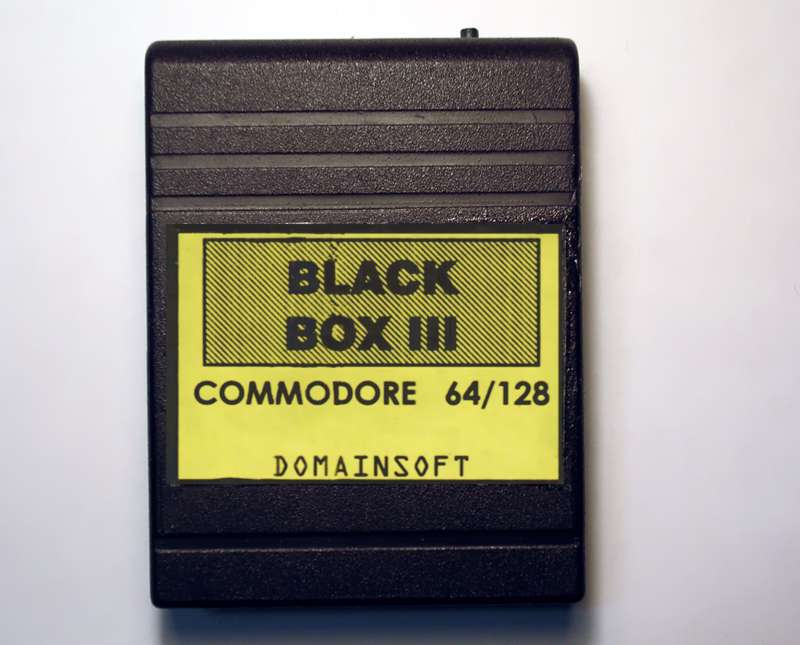 BLACK
BOX III
COMMODORE 64/128
DOMAINSOFT